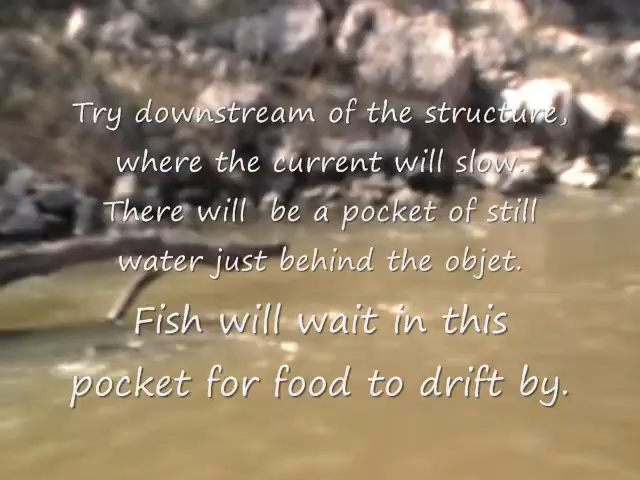 Try downstream of the structure,
where the current will slow.
There will  be a pocket of still
water just behind the objet.
Fish will wait in this
pocket for food to drift by.